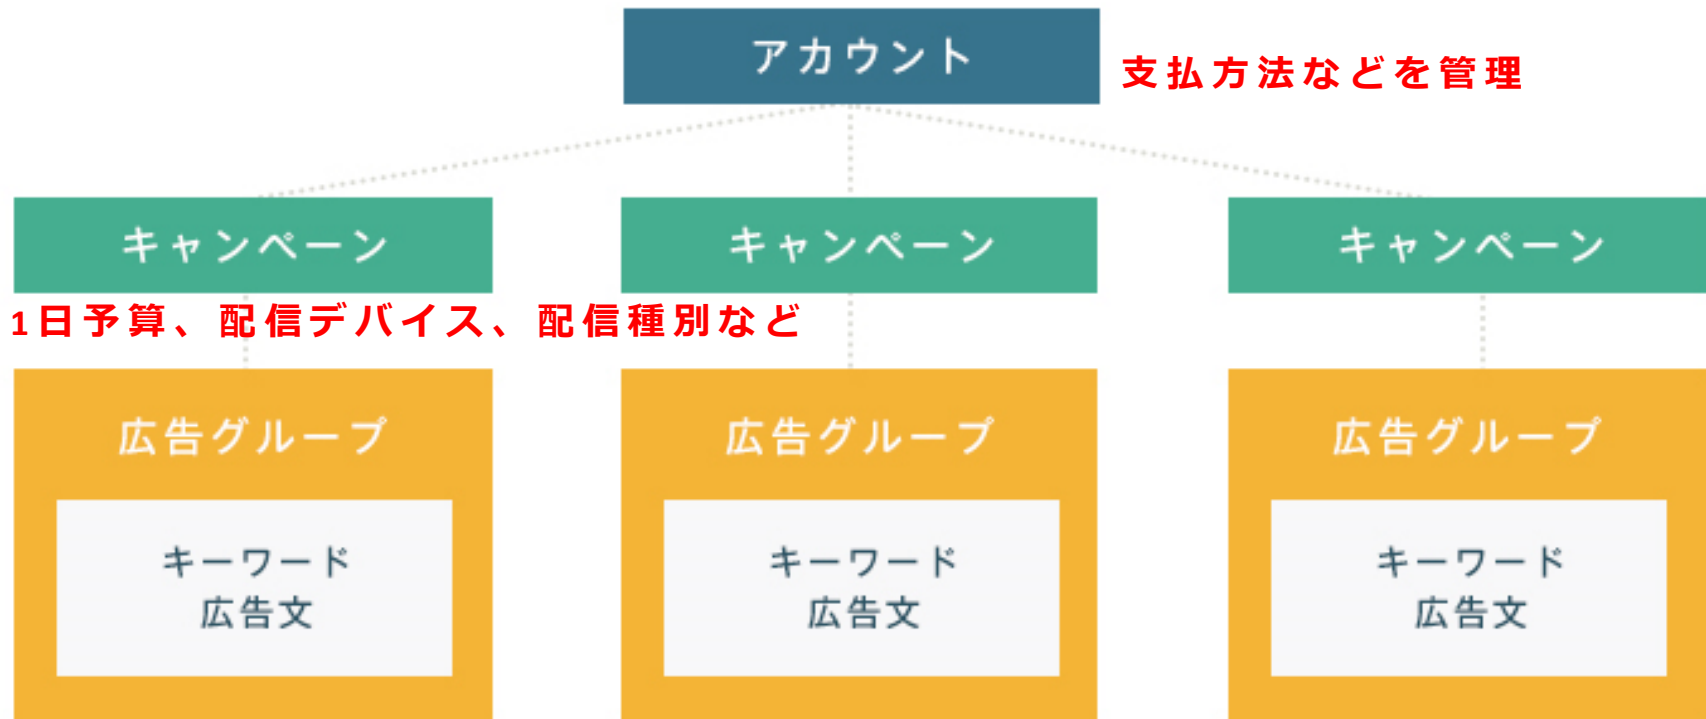 アカウント
支払方法などを管理
キャンペーン
キャンペーン
キャンペーン
1日予算、配信デバイス、配信種別など
広告グループ
広告グループ
広告グループ
キーワード
広告文
キーワード
広告文
キーワード
広告文